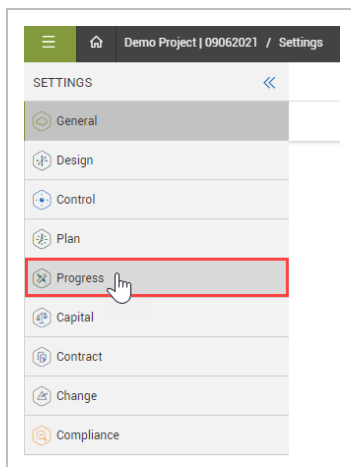 Demo Project | 09062021 / Settings
SETTINGS
General
Design
Control
Plan
Progress
Capital
Contract
Change
Compliance